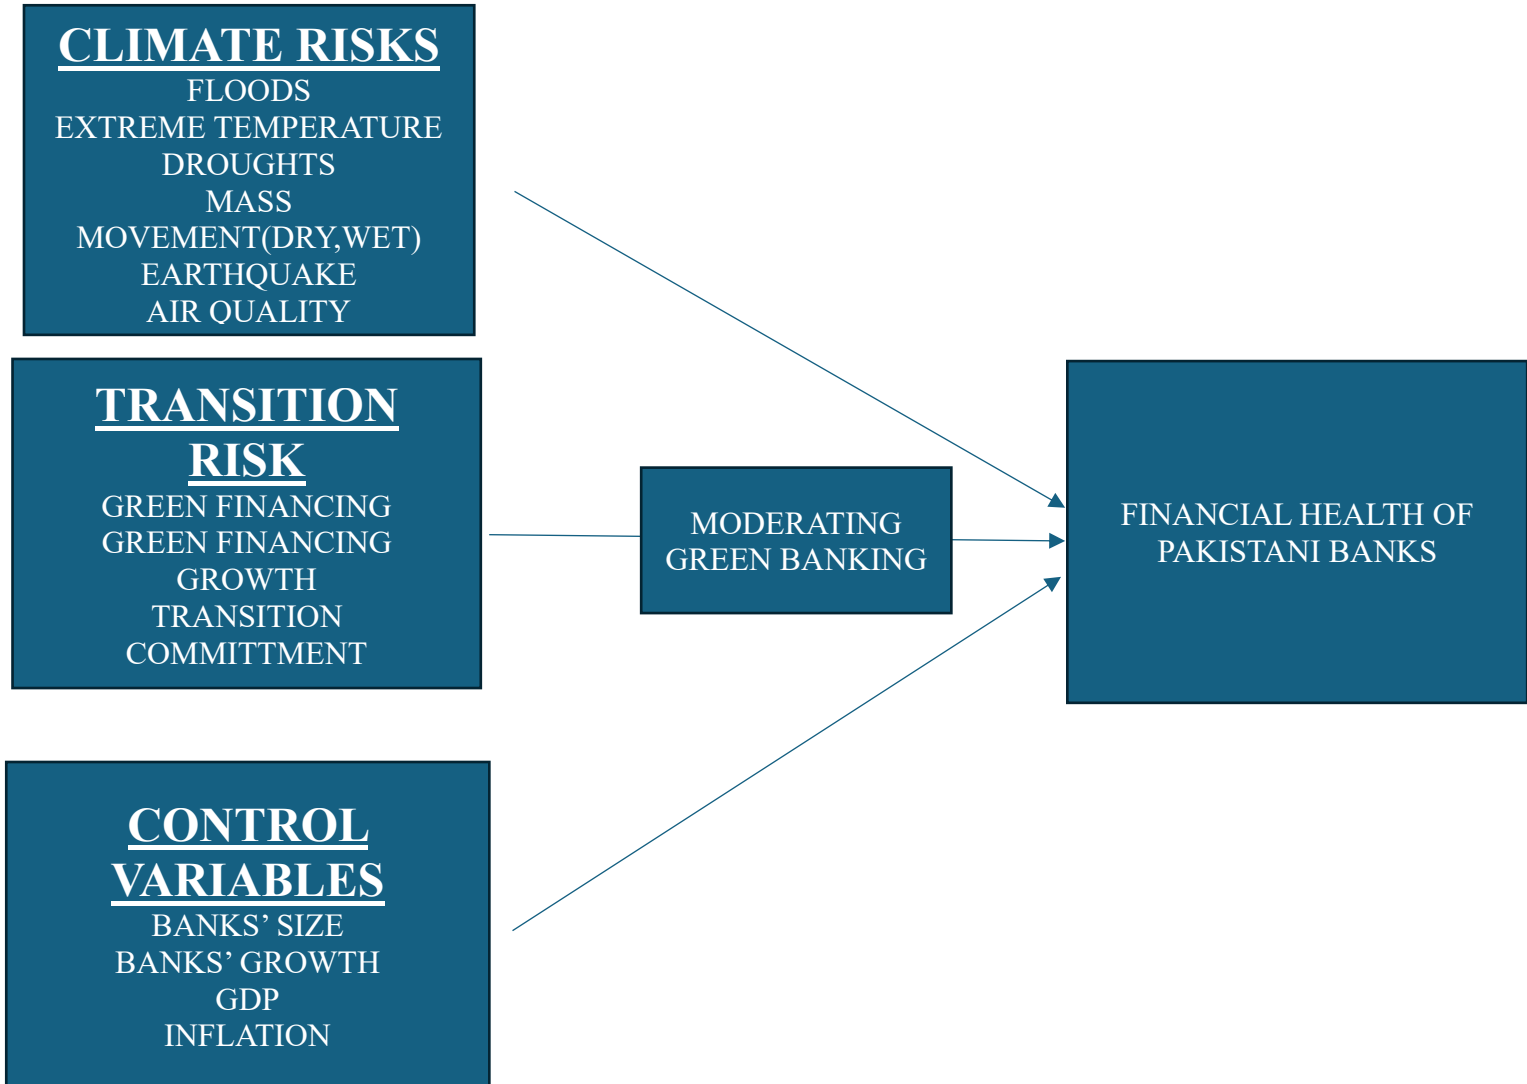 CLIMATE RISKS
FLOODS
EXTREME TEMPERATURE
DROUGHTS
MASS
MOVEMENT(DRY,WET)
EARTHQUAKE
AIR QUALITY
TRANSITION
RISK
GREEN FINANCING
GREEN FINANCING
GROWTH
TRANSITION
COMMITTMENT
MODERATING
GREEN BANKING
FINANCIAL HEALTH OF
PAKISTANI BANKS
CONTROL
VARIABLES
BANKS’ SIZE
BANKS’ GROWTH
GDP
INFLATION